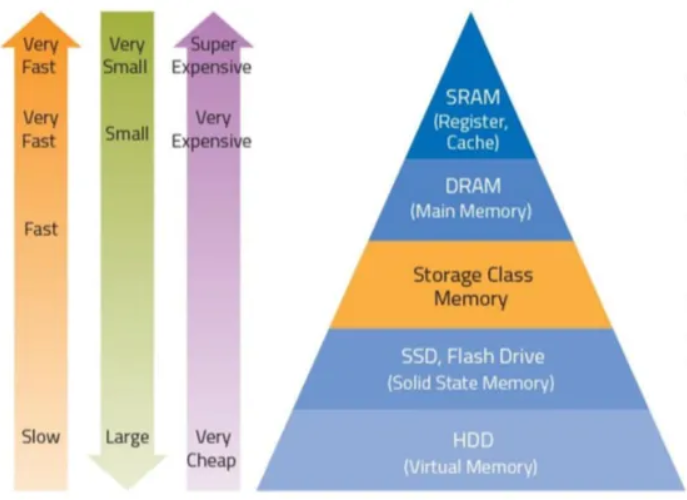 Very
Fast
Very
Fast
Fast
Slow
Very
Small
Small
Large
Super
Expensive
Very
Expensive
Very
Cheap
SRAM
(Register,
Cache)
DRAM
(Main Memory)
Storage Class
Memory
SSD, Flash Drive
(Solid State Memory)
HDD
(Virtual Memory)